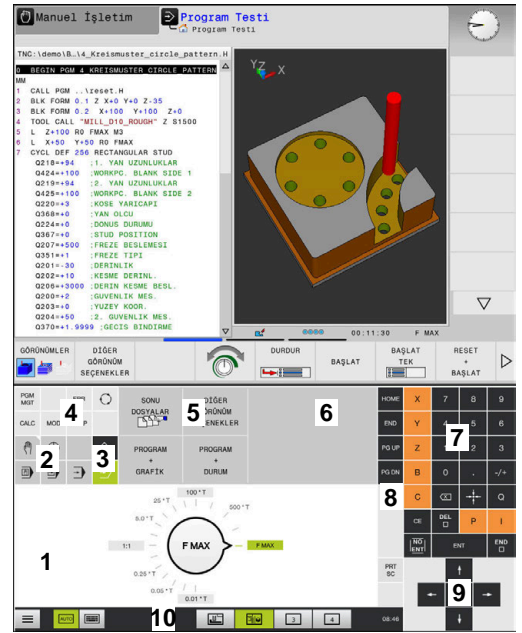 Manuel İşletim
Program Testi
Program Testi
TNC:\demo\B…\4_Kreismuster_circle_pattern.H
0 BEGIN PGM 4_KREISMUSTER_CIRCLE_PATTERN
MM
1 CALL PGM ..\reset.H
2 BLK FORM 0.1 Z X+0 Y+0 Z-35
3 BLK FORM 0.2 X+100 Y+100 Z+0
4 TOOL CALL "MILL_D10_ROUGH" Z S1500
5 L Z+100 R0 FMAX M3
6 L X+50 Y+50 R0 FMAX
7 CYCL DEF 256 RECTANGULAR STUD
Q218=+94 ;1. YAN UZUNLUKLAR
Q424=+100 ;WORKPC. BLANK SIDE 1
Q219=+94 ;2. YAN UZUNLUKLAR
Q425=+100 ;WORKPC. BLANK SIDE 2
Q220=+3 ;KOSE YARICAPI
Q368=+0 ;YAN OLCU
Q224=+0 ;DONUS DURUMU
Q367=+0 ;STUD POSITION
Q207=+500 ;FREZE BESLEMESI
Q351=+1 ;FREZE TIPI
Q201=-30 ;DERINLIK
Q202=+10 ;KESME DERINL.
Q206=+3000 ;DERIN KESME BESL.
Q200=+2 ;GUVENLIK MES.
Q203=+0 ;YUZEY KOOR.
Q204=+50 ;2. GUVENLIK MES.
Q370=+1.9999 ;GECIS BINDIRME
Y Z X
00:11:30 F MAX
GÖRÜNÜMLER
DİĞER
GÖRÜNÜM
SEÇENEKLER
DURDUR
BAŞLAT
BAŞLAT
TEK
RESET
+
BAŞLAT
PGM
MGT
CALC
MOD
SONU
DOSYALAR
DİĞER
GÖRÜNÜM
SEÇENEKLER
PROGRAM
+
GRAFİK
PROGRAM
+
DURUM
1
2
3
4
5
6
7
8
9
10
HOME X 7 8 9
END Y 4 5 6
PG UP Z 1 2 3
PG DN B 0 . -/+
C Q
CE DEL P I
NO
ENT
ENT
END
PRT
SC
100 °T
25 °T
500 °T
5.0 °T
1:1
F MAX
F MAX
0.25 °T
0.05 °T
0.01 °T
AUTO
3
4
08:46